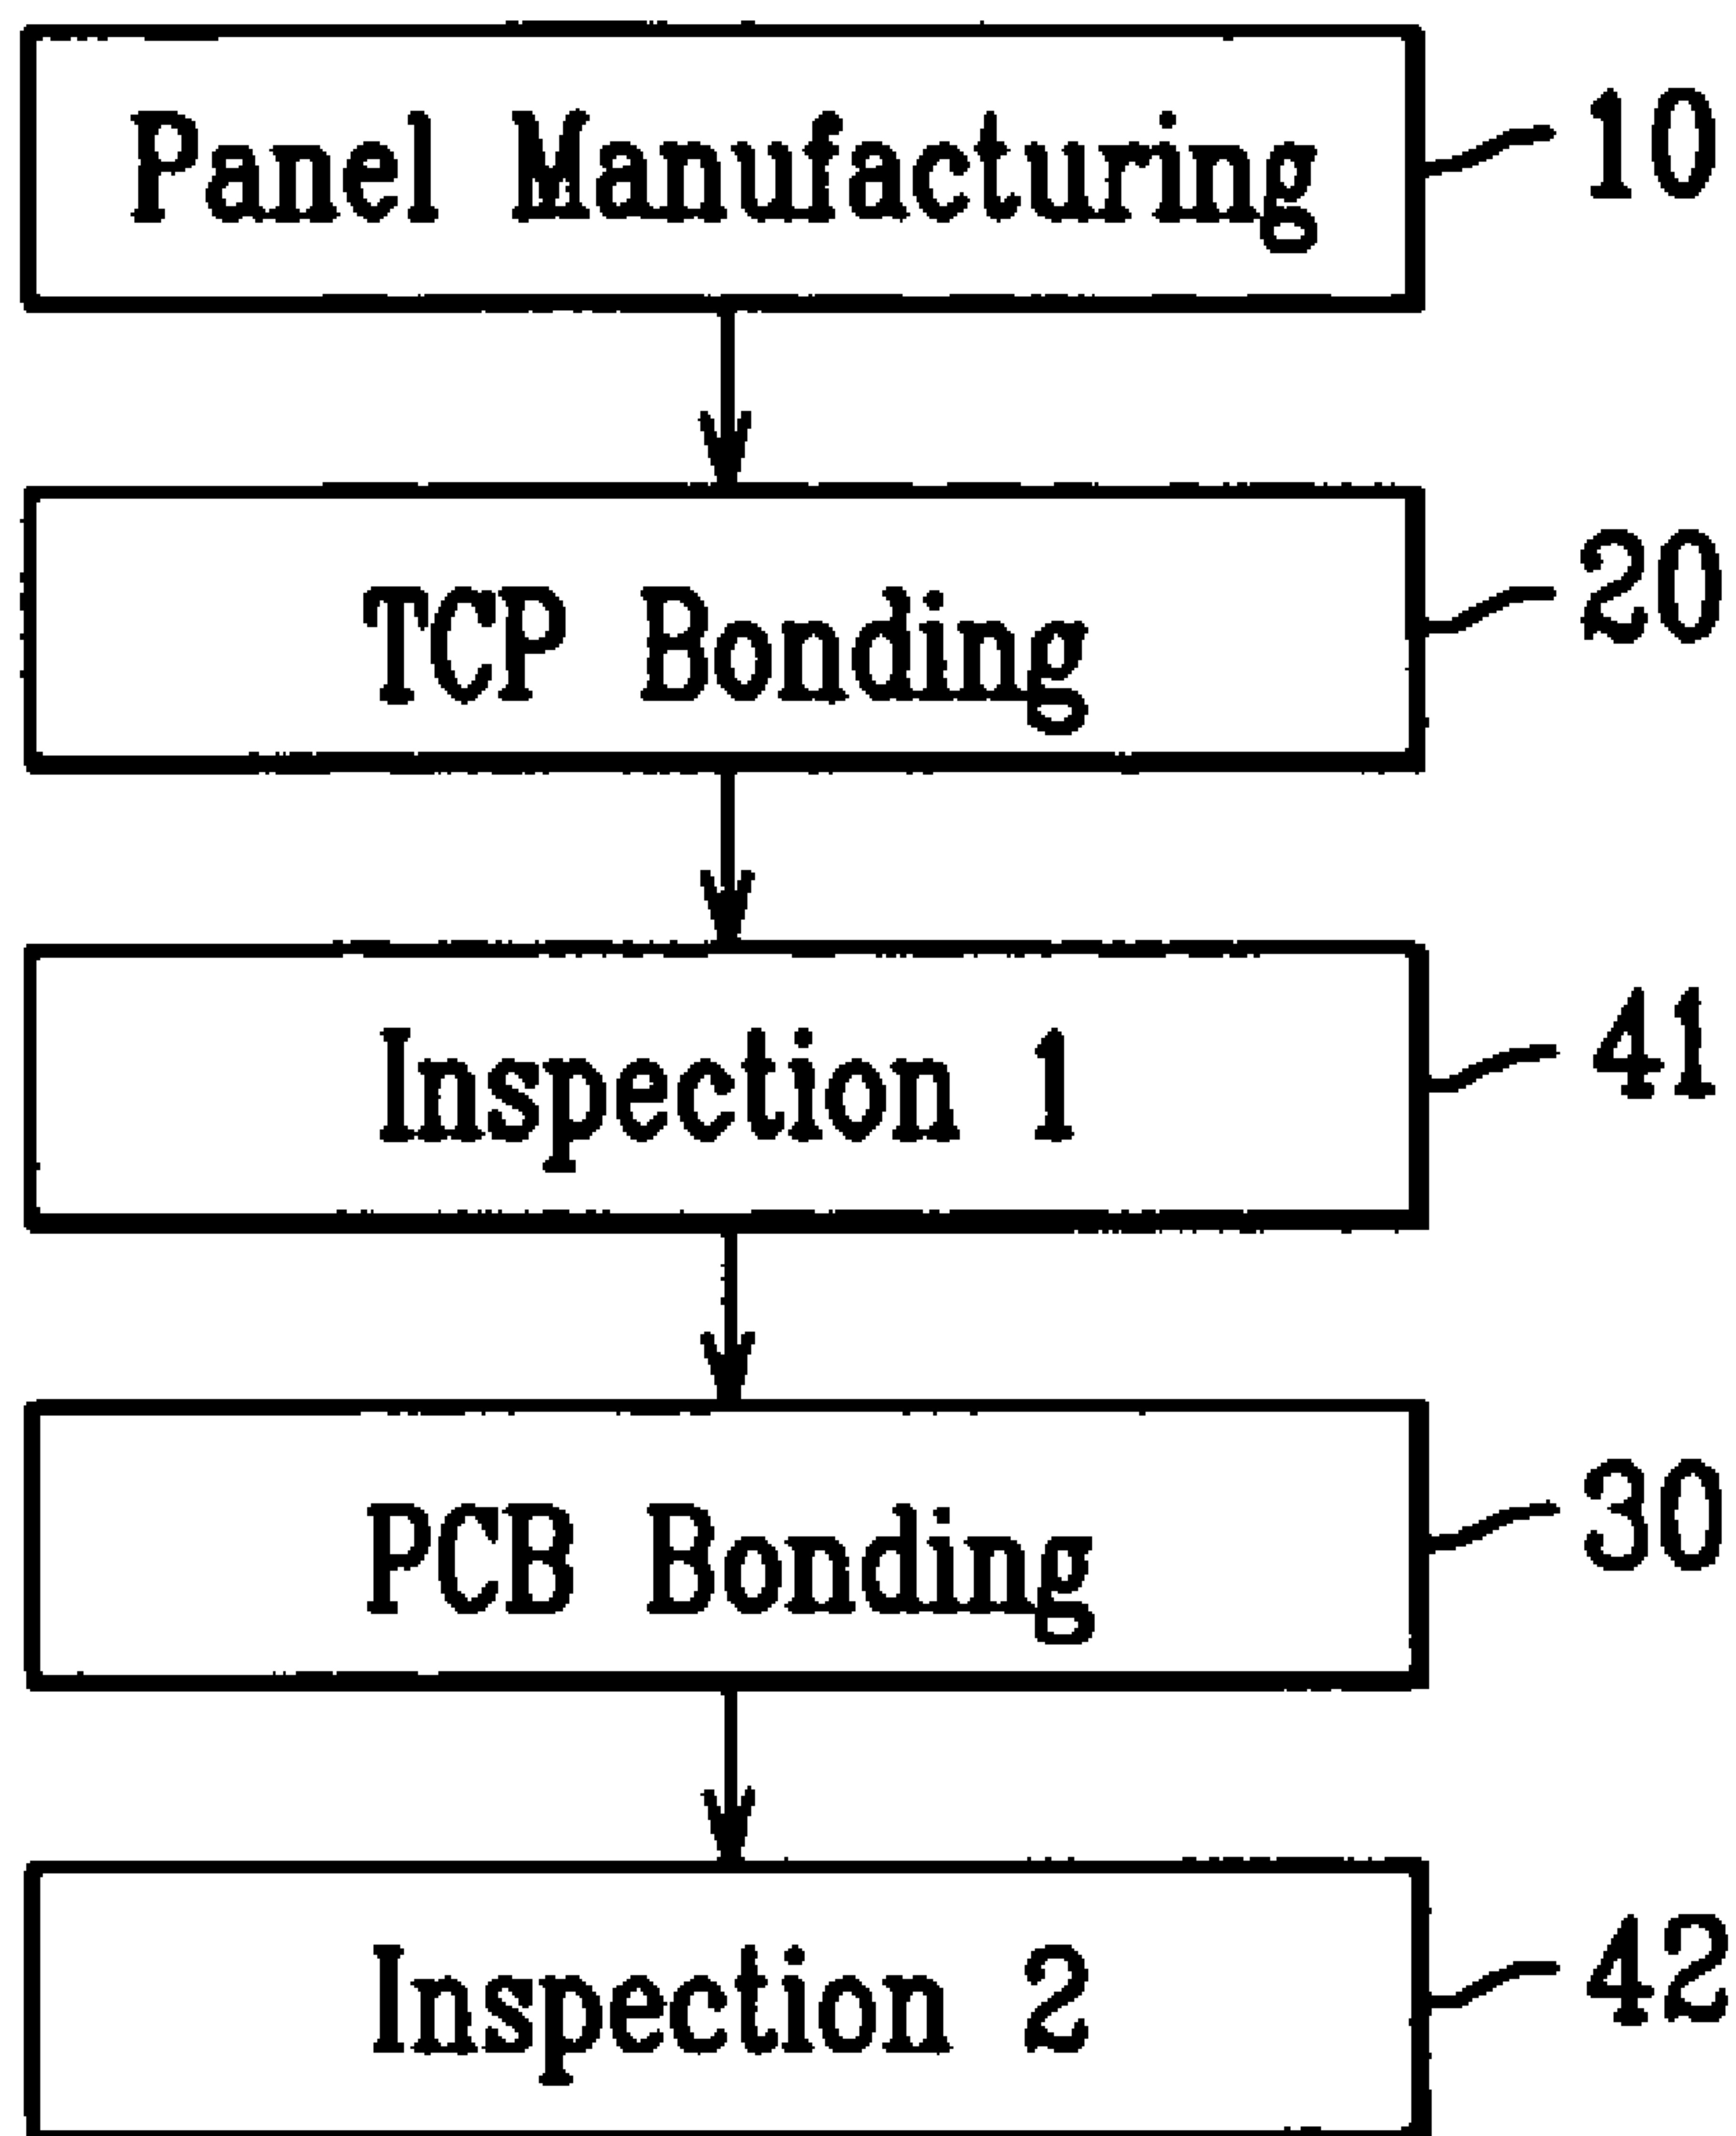 Panel Manufacturing 10
TCP Bonding 20
Inspection 1 41
PCB Bonding 30
Inspection 2 42